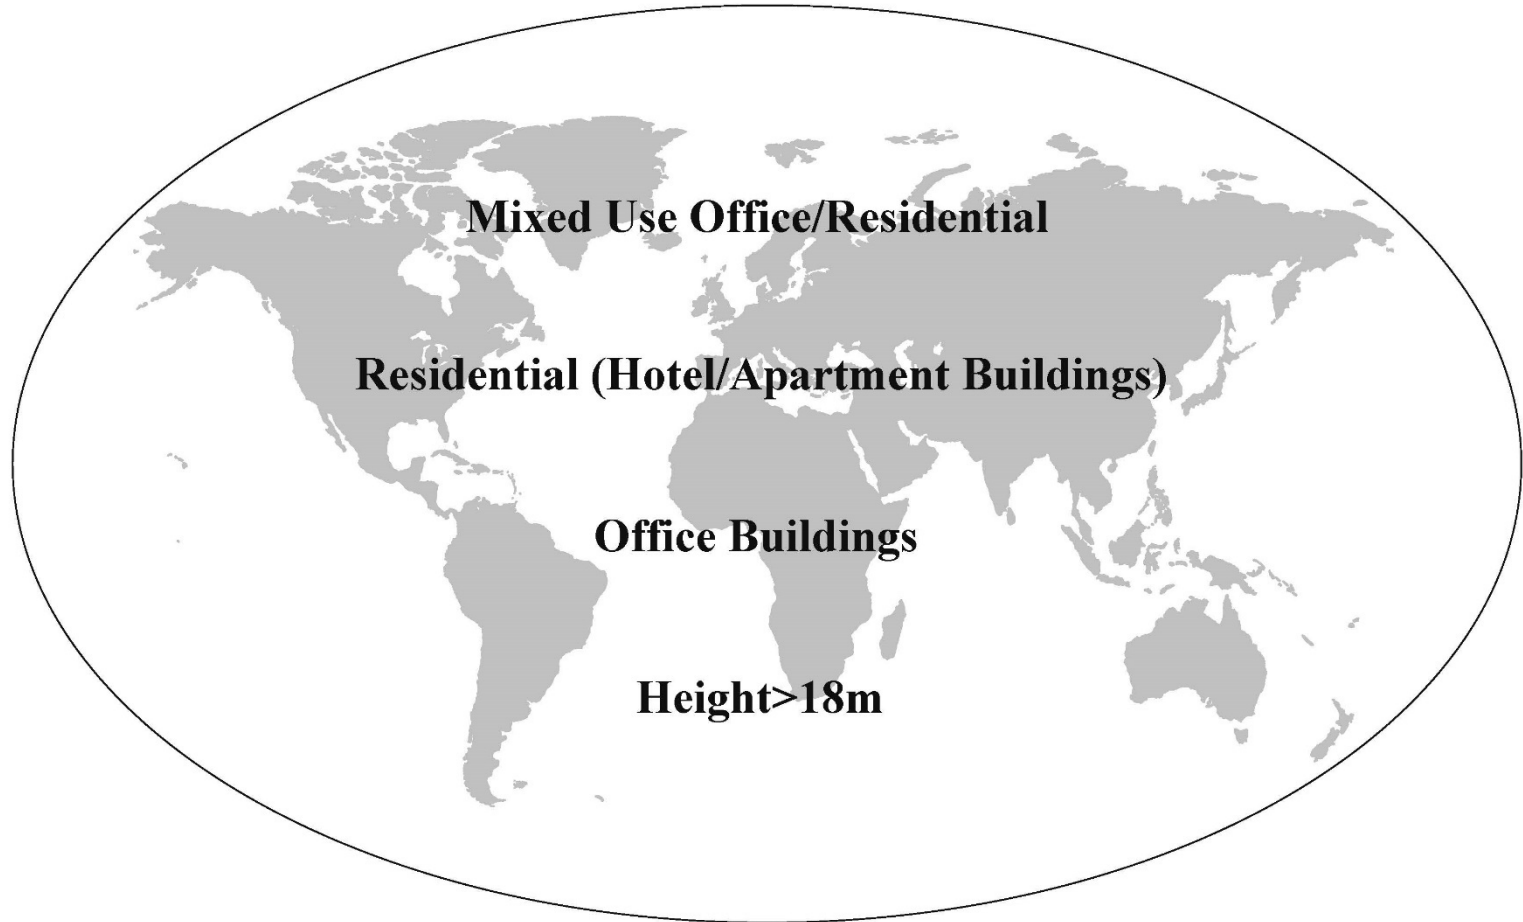 Mixed Use Office/Residential
Residential (Hotel/Apartment Buildings)
Office Buildings
Height>18m